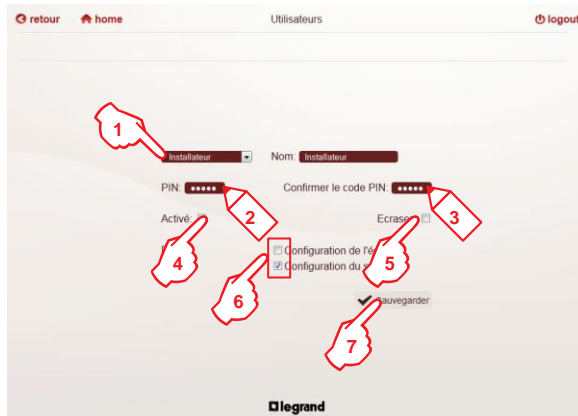 retour home Utilisateurs logout
1
Installateur Nom: Installateur
PIN: Confirmer le code PIN:
2 3
Activé: Ecraser
4 5
Configuration de l'é
Configuration du s
6
Sauvegarder
7
legrand